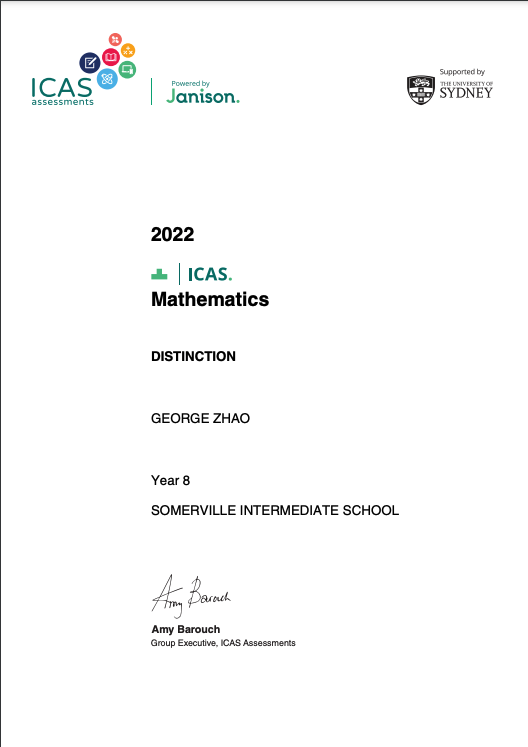 ICAS
assessments
Powered by
Janison.
Supported by
THE UNIVERSITY OF
SYDNEY
2022
ICAS.
Mathematics
DISTINCTION
GEORGE ZHAO
Year 8
SOMERVILLE INTERMEDIATE SCHOOL
Amy Barouch
Amy Barouch
Group Executive, ICAS Assessments